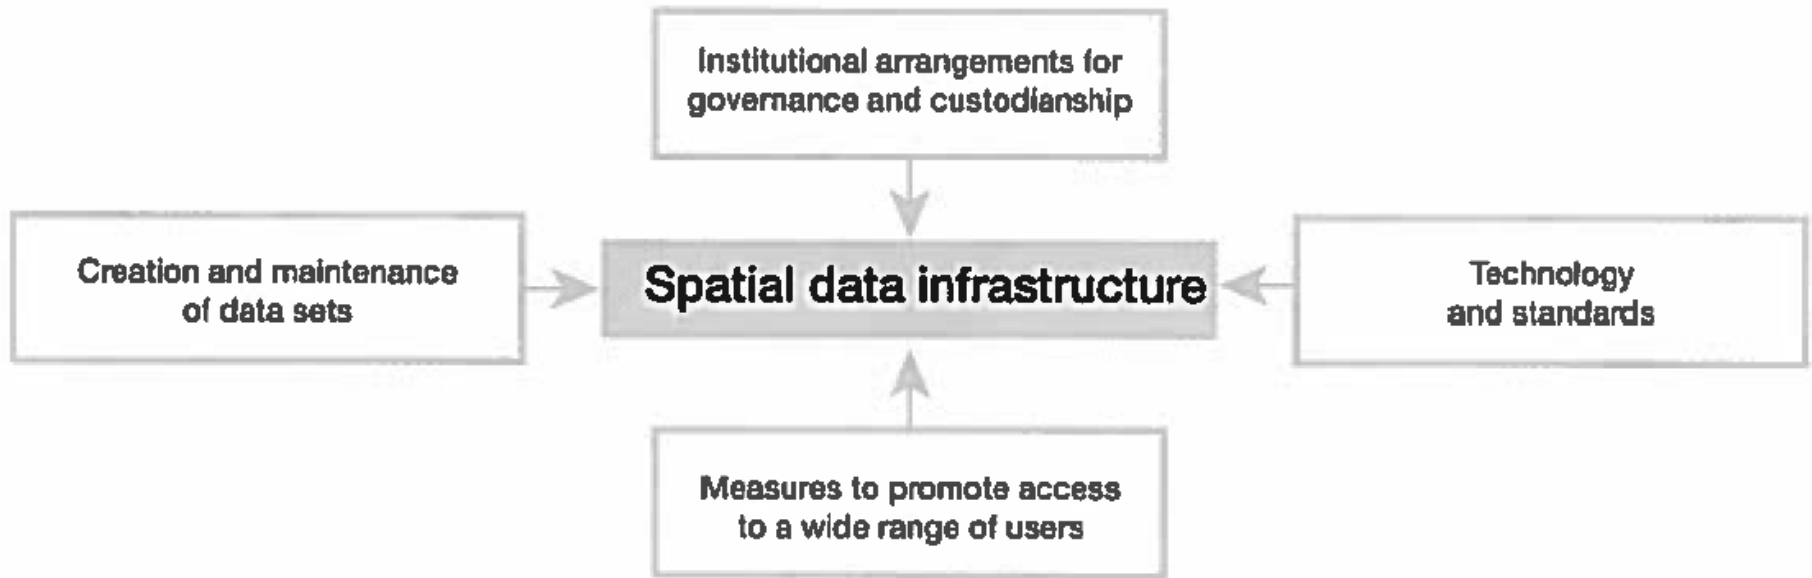 Institutional arrangements for
governance and custodianship
Creation and maintenance
of data sets
Spatial data infrastructure
Technology
and standards
Measures to promote access
to a wide range of users